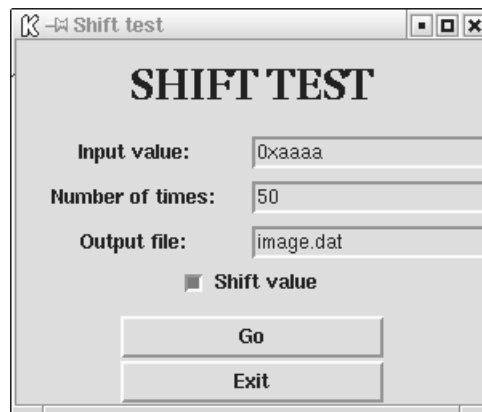 Shift test
SHIFT TEST
Input value: 0xaaaa
Number of times: 50
Output file: image.dat
Shift value
Go
Exit